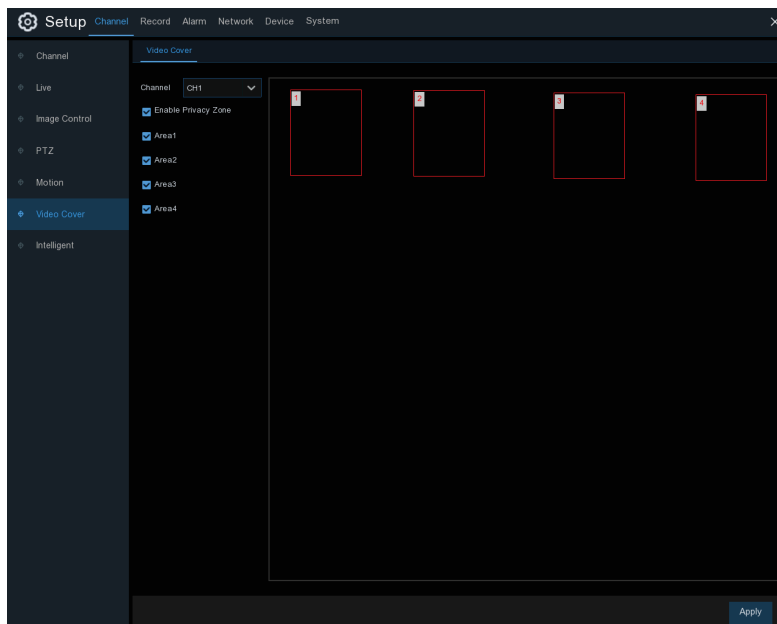 Setup Channel Record Alarm Network Device System
Channel
Live
Image Control
PTZ
Motion
Video Cover
Intelligent
Video Cover
Channel CH1
Enable Privacy Zone
Area1
Area2
Area3
Area4
1 2 3 4
Apply